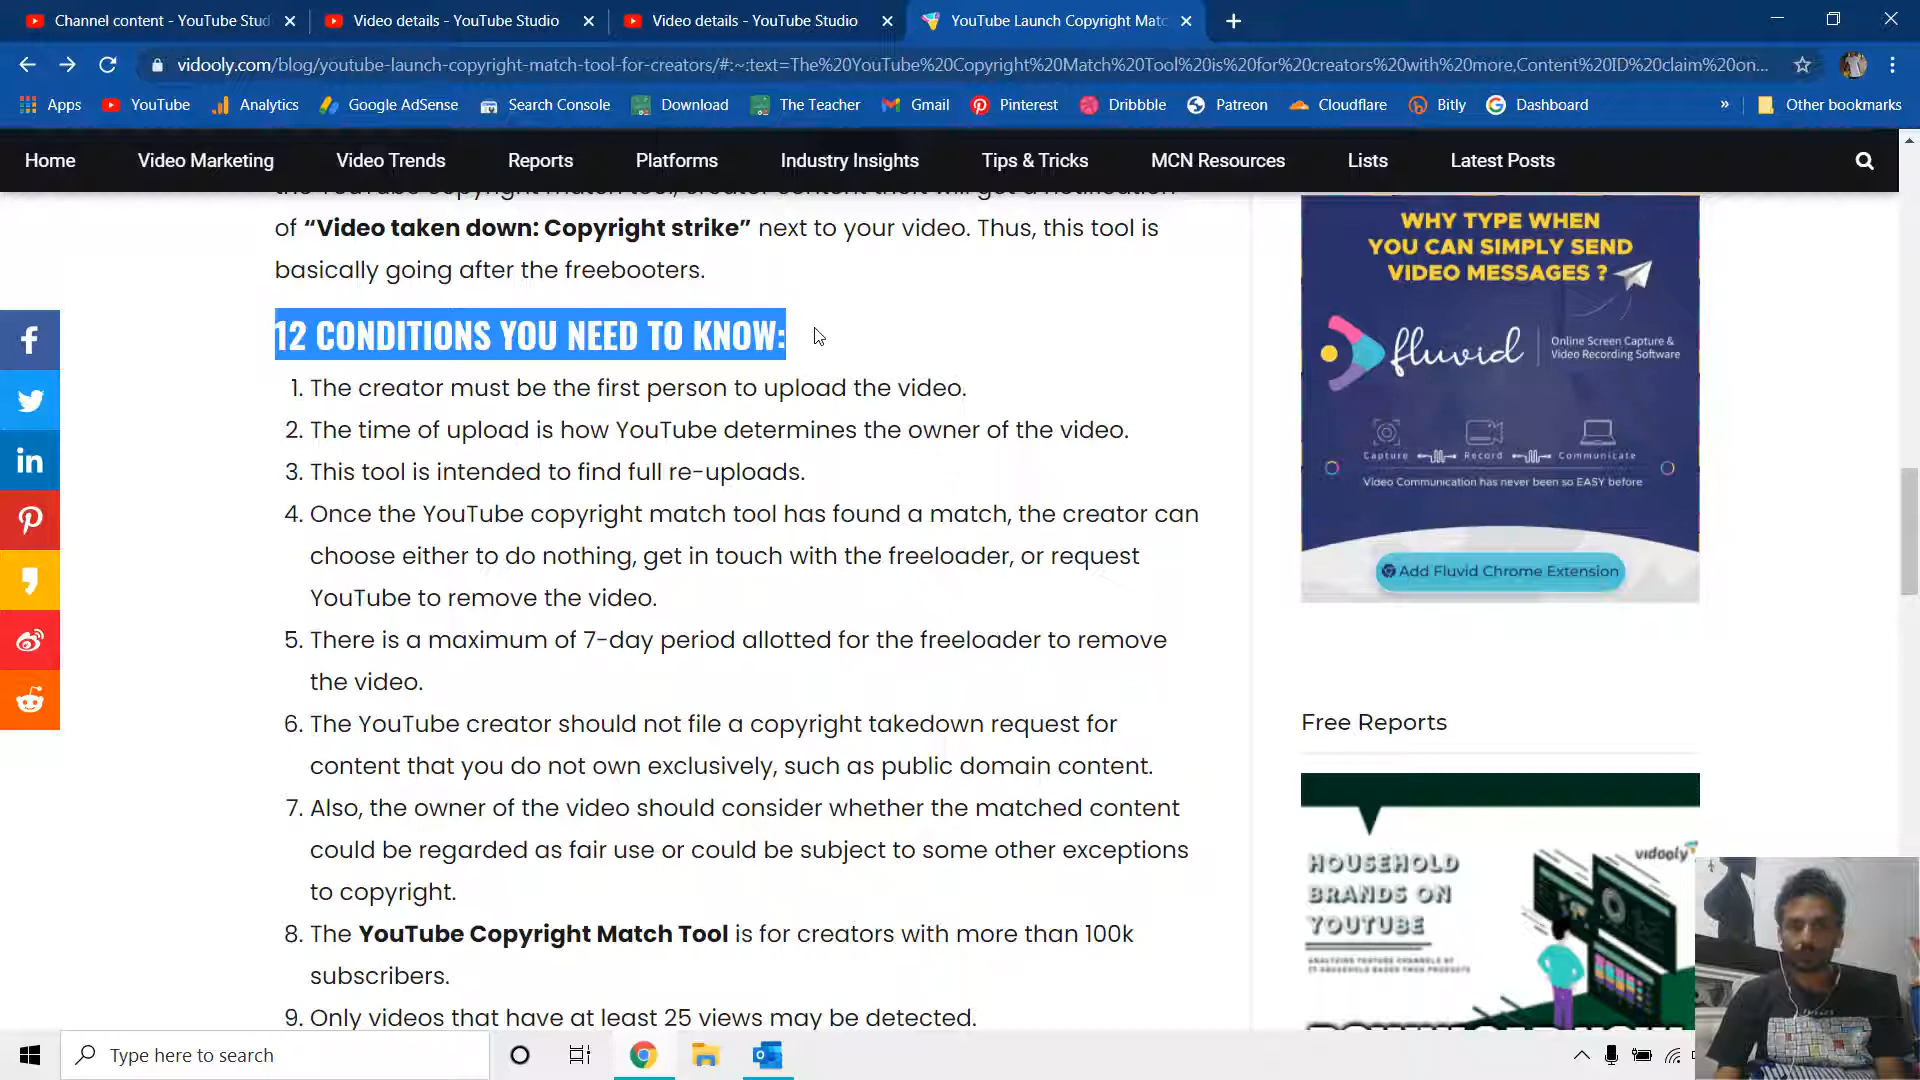 Channel content - YouTube Stud
Video details - YouTube Studio
Video details - YouTube Studio
YouTube Launch Copyright Matc
vidooly.com/blog/youtube-launch-copyright-match-tool-for-creators/#:~:text=The%20YouTube%20Copyright%20Match%20Tool%20is%20for%20creators%20with%20more,Content%20ID%20claim%20on...
Apps
YouTube
Analytics
Google AdSense
Search Console
Download
The Teacher
Gmail
Pinterest
Dribbble
Patreon
Cloudflare
Bitly
Dashboard
»
Other bookmarks
Home
Video Marketing
Video Trends
Reports
Platforms
Industry Insights
Tips & Tricks
MCN Resources
Lists
Latest Posts
the YouTube copyright match tool, creator content theft will get a notification
of “Video taken down: Copyright strike” next to your video. Thus, this tool is
basically going after the freebooters.
12 CONDITIONS YOU NEED TO KNOW:
1. The creator must be the first person to upload the video.
2. The time of upload is how YouTube determines the owner of the video.
3. This tool is intended to find full re-uploads.
4. Once the YouTube copyright match tool has found a match, the creator can
choose either to do nothing, get in touch with the freeloader, or request
YouTube to remove the video.
5. There is a maximum of 7-day period allotted for the freeloader to remove
the video.
6. The YouTube creator should not file a copyright takedown request for
content that you do not own exclusively, such as public domain content.
7. Also, the owner of the video should consider whether the matched content
could be regarded as fair use or could be subject to some other exceptions
to copyright.
8. The YouTube Copyright Match Tool is for creators with more than 100k
subscribers.
9. Only videos that have at least 25 views may be detected.
WHY TYPE WHEN
YOU CAN SIMPLY SEND
VIDEO MESSAGES ?
fluvid
Online Screen Capture &
Video Recording Software
Capture
Record
Communicate
Video Communication has never been so EASY before
Add Fluvid Chrome Extension
Free Reports
vidooly
HOUSEHOLD
BRANDS ON
YOUTUBE
Type here to search